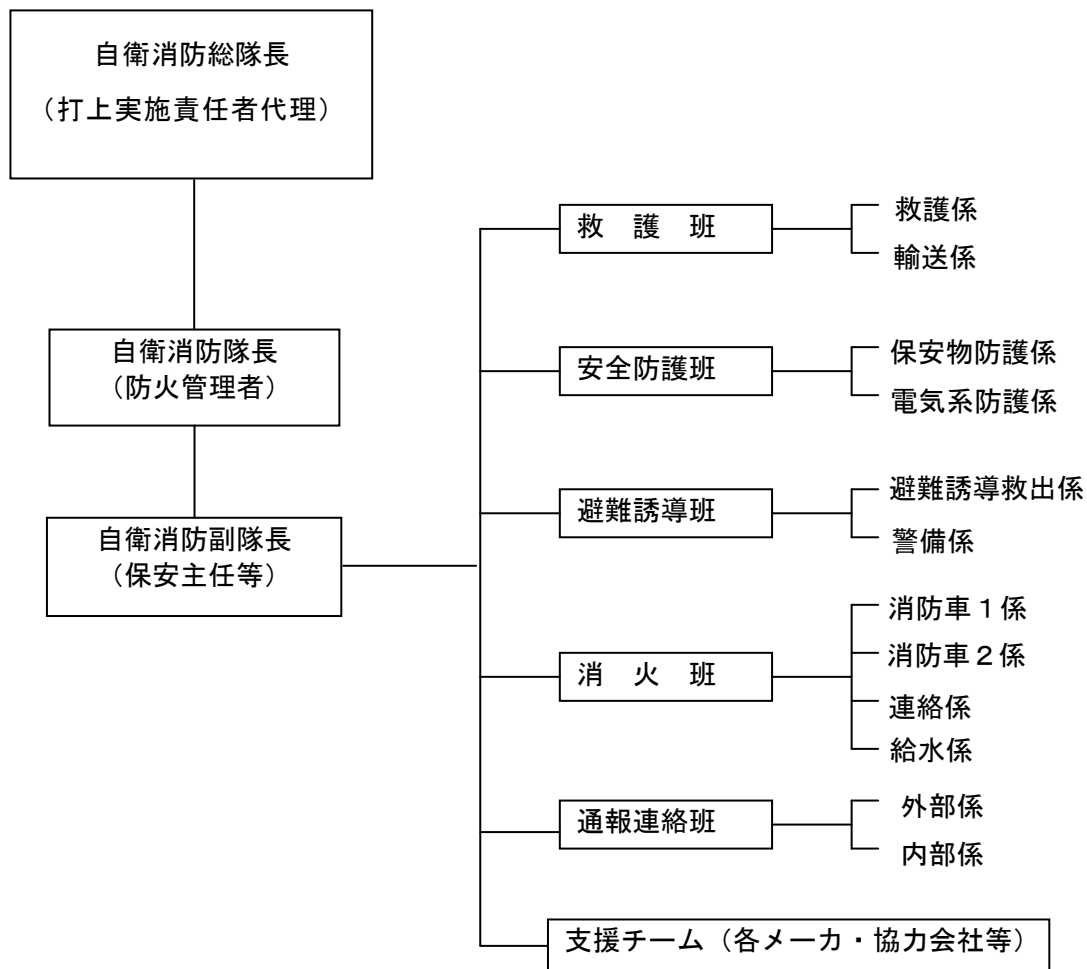 自衛消防総隊長
（打上実施責任者代理）
自衛消防隊長
（防火管理者）
自衛消防副隊長
（保安主任等）
救　護　班
救護係
輸送係
安全防護班
保安物防護係
電気系防護係
避難誘導班
避難誘導救出係
警備係
消　火　班
消防車１係
消防車２係
連絡係
給水係
通報連絡班
外部係
内部係
支援チーム（各メーカ・協力会社等）